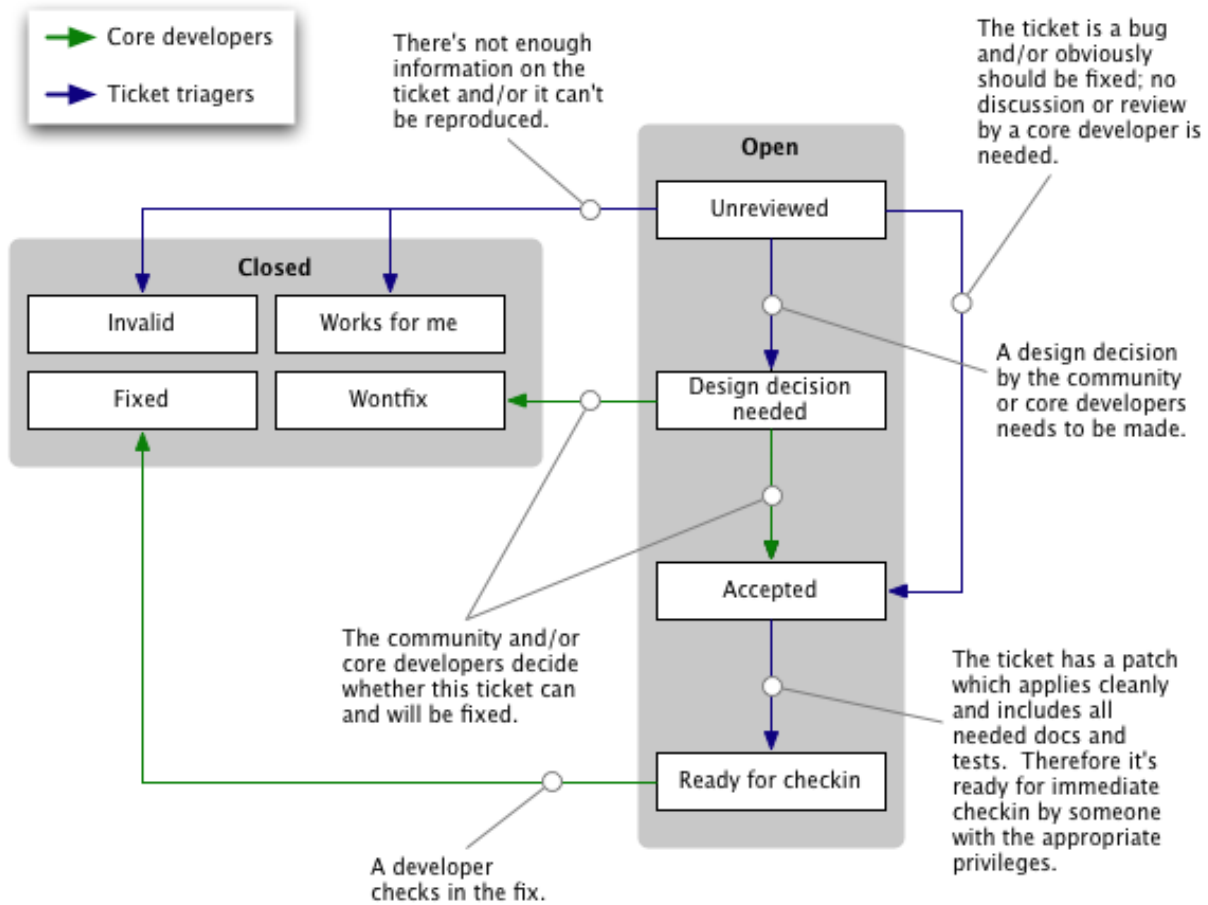 Core developers
Ticket triagers
There's not enough
information on the
ticket and/or it can't
be reproduced.
The ticket is a bug
and/or obviously
should be fixed; no
discussion or review
by a core developer is
needed.
Open
Unreviewed
Closed
Invalid
Works for me
Fixed
Wontfix
Design decision
needed
A design decision
by the community
or core developers
needs to be made.
Accepted
The community and/or
core developers decide
whether this ticket can
and will be fixed.
The ticket has a patch
which applies cleanly
and includes all
needed docs and
tests.  Therefore it's
ready for immediate
checkin by someone
with the appropriate
privileges.
Ready for checkin
A developer
checks in the fix.